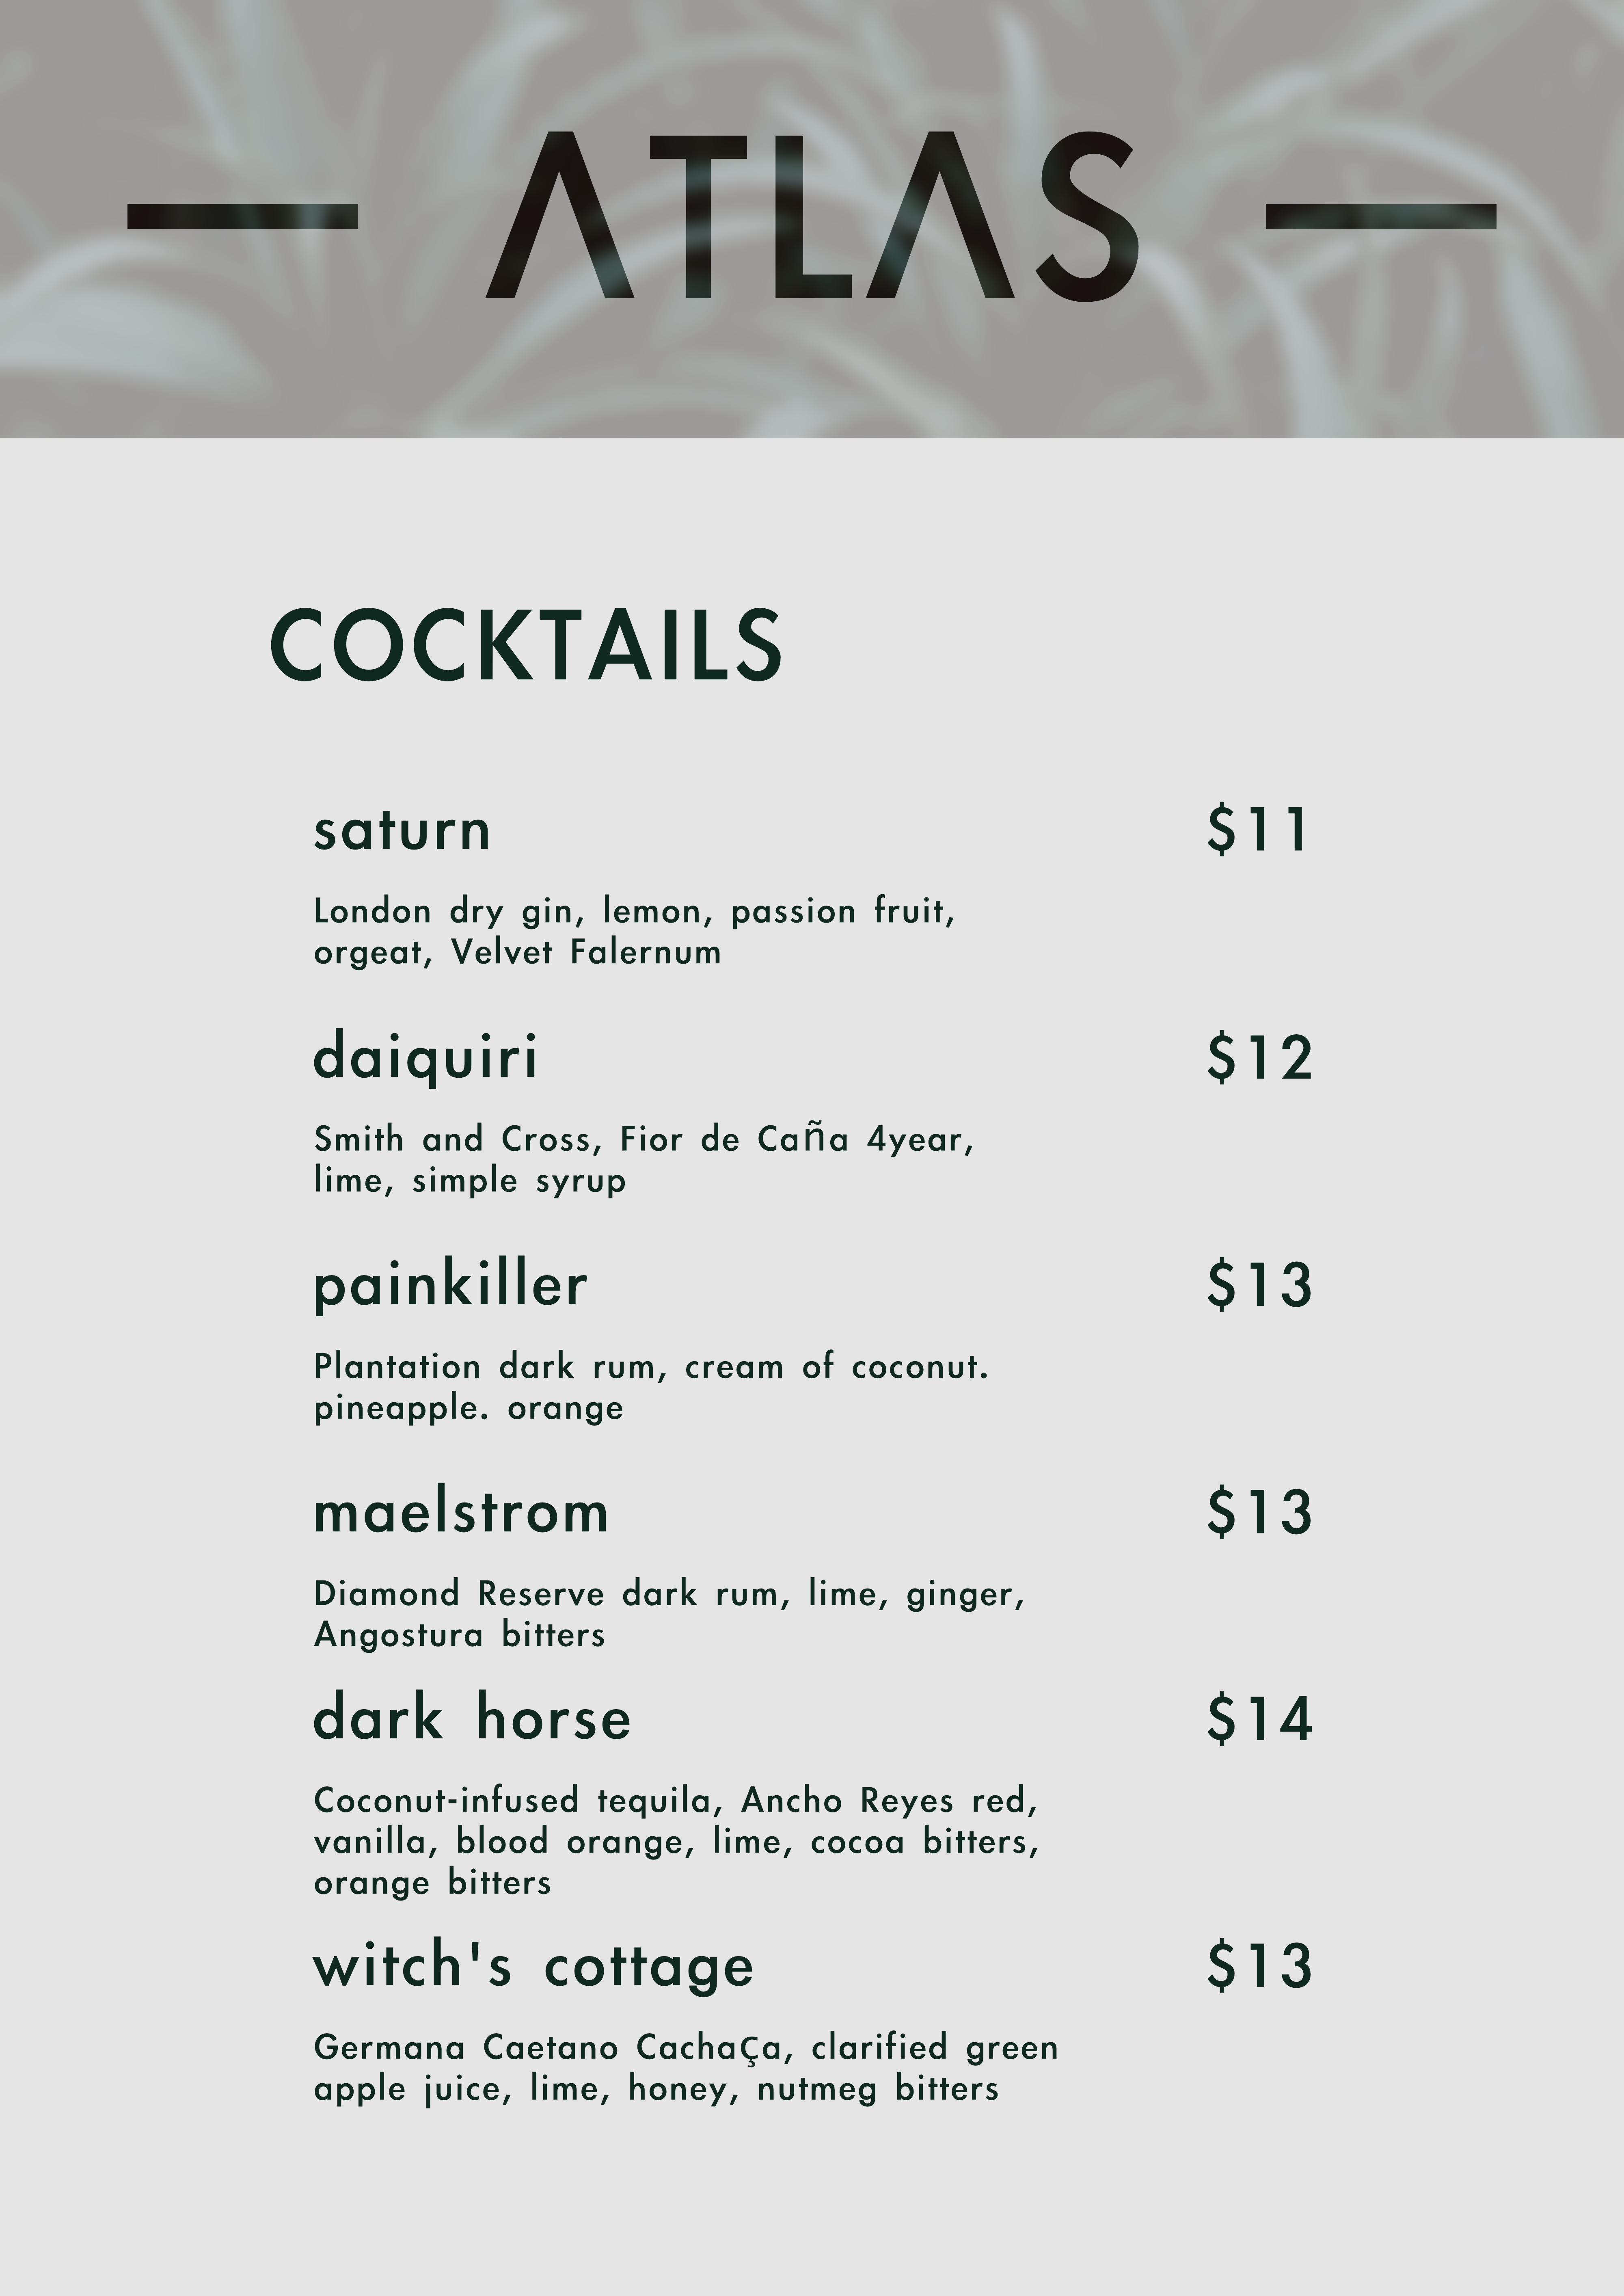 ATLAS
COCKTAILS
saturn $11
London dry gin, lemon, passion fruit,
orgeat, Velvet Falernum
daiquiri $12
Smith and Cross, Fior de Caña 4year,
lime, simple syrup
painkiller $13
Plantation dark rum, cream of coconut.
pineapple. orange
maelstrom $13
Diamond Reserve dark rum, lime, ginger,
Angostura bitters
dark horse $14
Coconut-infused tequila, Ancho Reyes red,
vanilla, blood orange, lime, cocoa bitters,
orange bitters
witch's cottage $13
Germana Caetano Cachaça, clarified green
apple juice, lime, honey, nutmeg bitters